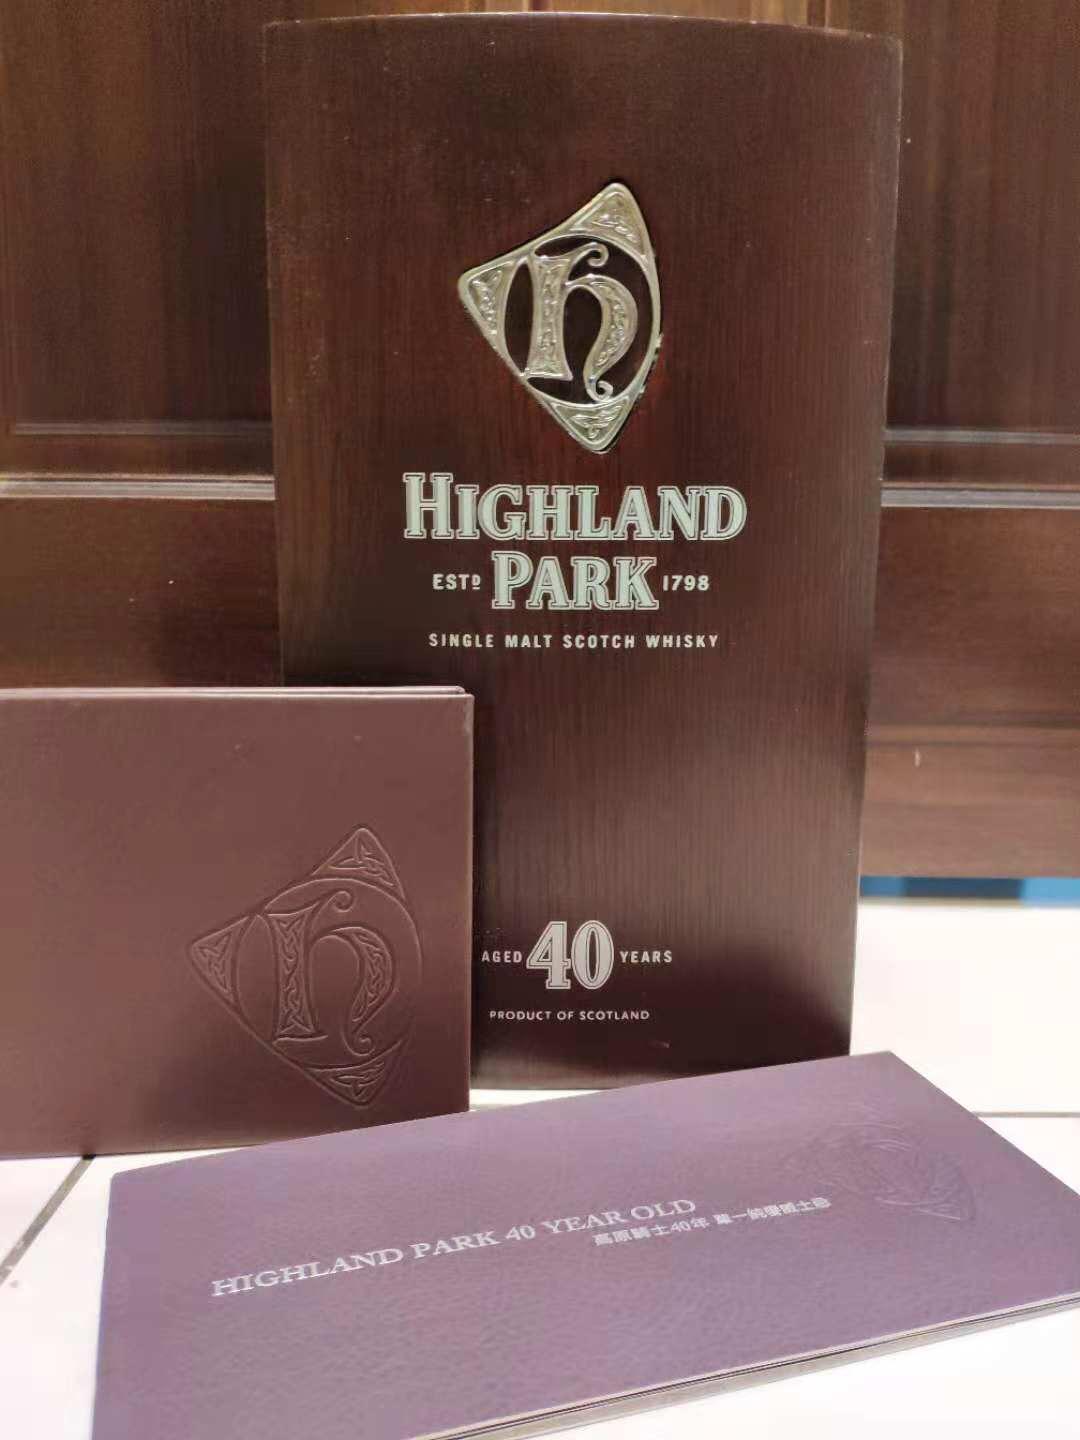 HIGHLAND
ESTD PARK 1798
SINGLE MALT SCOTCH WHISKY
AGED 40 YEARS
PRODUCT OF SCOTLAND
HIGHLAND PARK 40 YEAR OLD
高原騎士40年 單一純麥威士忌